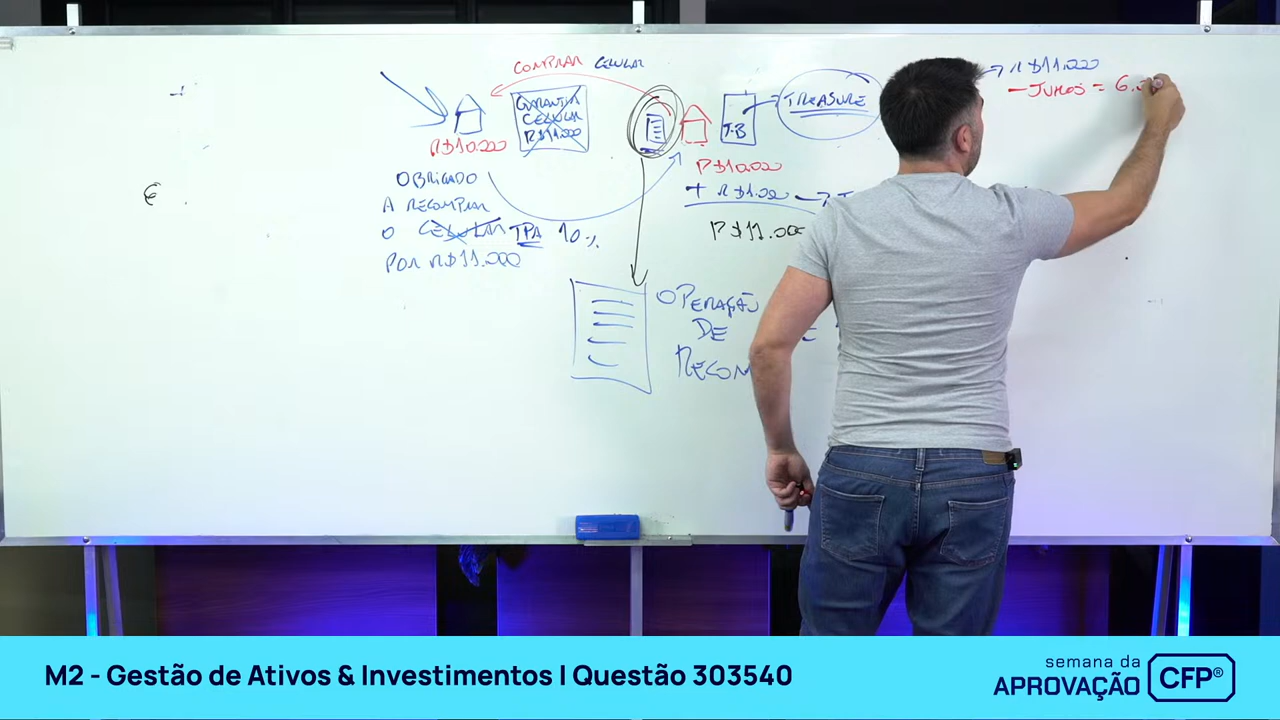 COMPRAR CELULAR
GARANTIA
CELULAR
R$11.000
R$10.000
OBRIGADO
A RECOMPRAR
O CELULAR TPA 10%
POR R$11.000
T-B
TREASURE
R$10.000
+ R$1.000
R$11.000
R$11.000
- JUROS = 6.
OPERAÇÃO
DE
RECOM
€
M2 - Gestão de Ativos & Investimentos | Questão 303540
semana da
APROVAÇÃO
CFP®